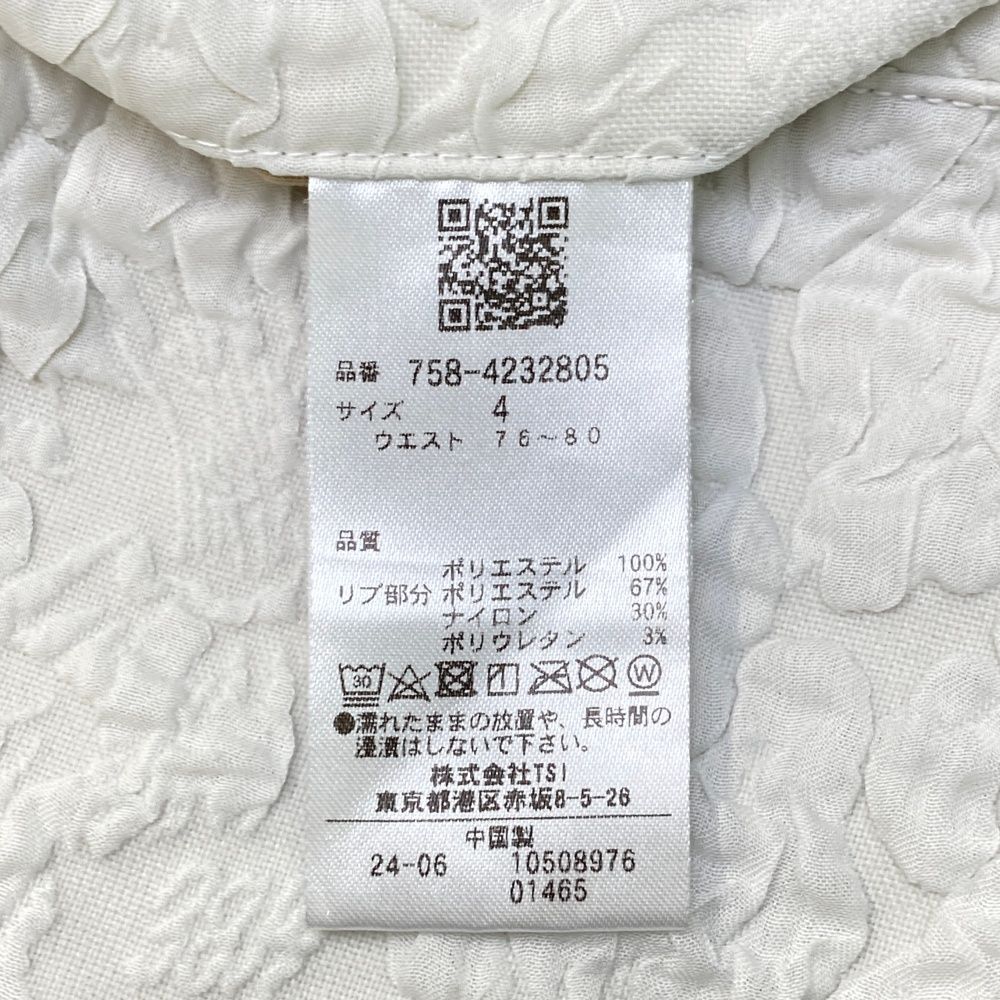 品番 758-4232805
サイズ 4
ウエスト 76~80
品質
ポリエステル 100%
リブ部分 ポリエステル 67%
ナイロン 30%
ポリウレタン 3%
30
W
●濡れたままの放置や、長時間の
浸漬はしないで下さい。
株式会社TSI
東京都港区赤坂8-5-26
中国製
24-06 10508976
01465